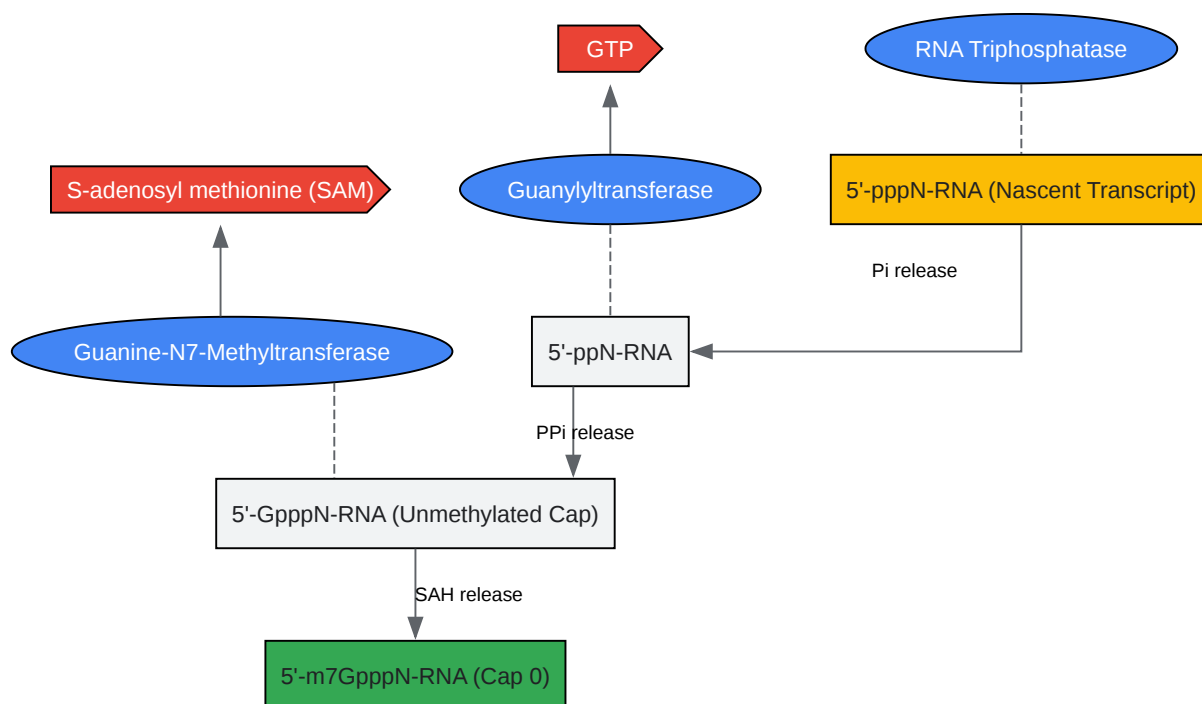 GTP
RNA Triphosphatase
S-adenosyl methionine (SAM)
Guanylyltransferase
5'-pppN-RNA (Nascent Transcript)
Pi release
Guanine-N7-Methyltransferase
5'-ppN-RNA
PPi release
5'-GpppN-RNA (Unmethylated Cap)
SAH release
5'-m7GpppN-RNA (Cap 0)